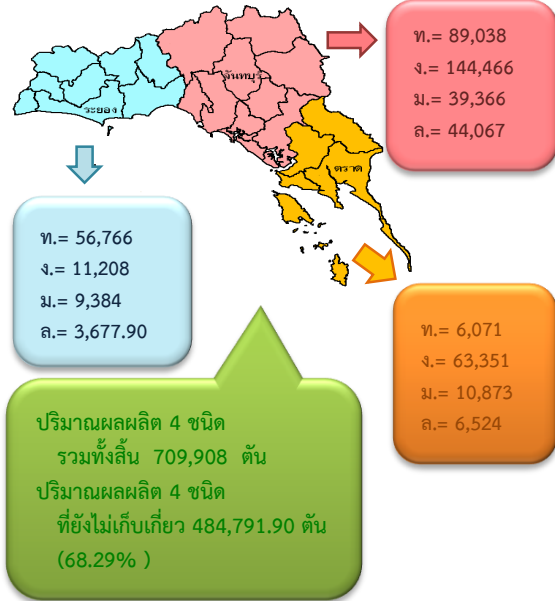 จันทบุรี
ระยอง
ตราด
ท.= 89,038
ง.= 144,466
ม.= 39,366
ล.= 44,067
ท.= 56,766
ง.= 11,208
ม.= 9,384
ล.= 3,677.90
ท.= 6,071
ง.= 63,351
ม.= 10,873
ล.= 6,524
ปริมาณผลผลิต 4 ชนิด
รวมทั้งสิ้น 709,908 ตัน
ปริมาณผลผลิต 4 ชนิด
ที่ยังไม่เก็บเกี่ยว 484,791.90 ตัน
(68.29% )